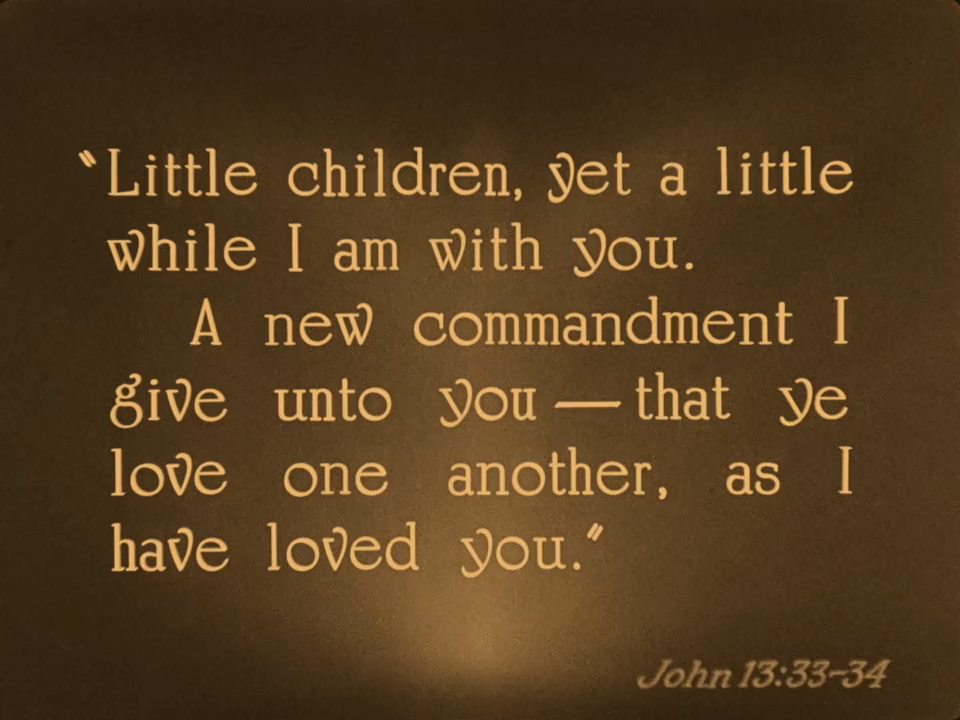 "Little children, yet a little
while I am with you.
A new commandment I
give unto you — that ye
love one another, as I
have loved you."
John 13:33-34